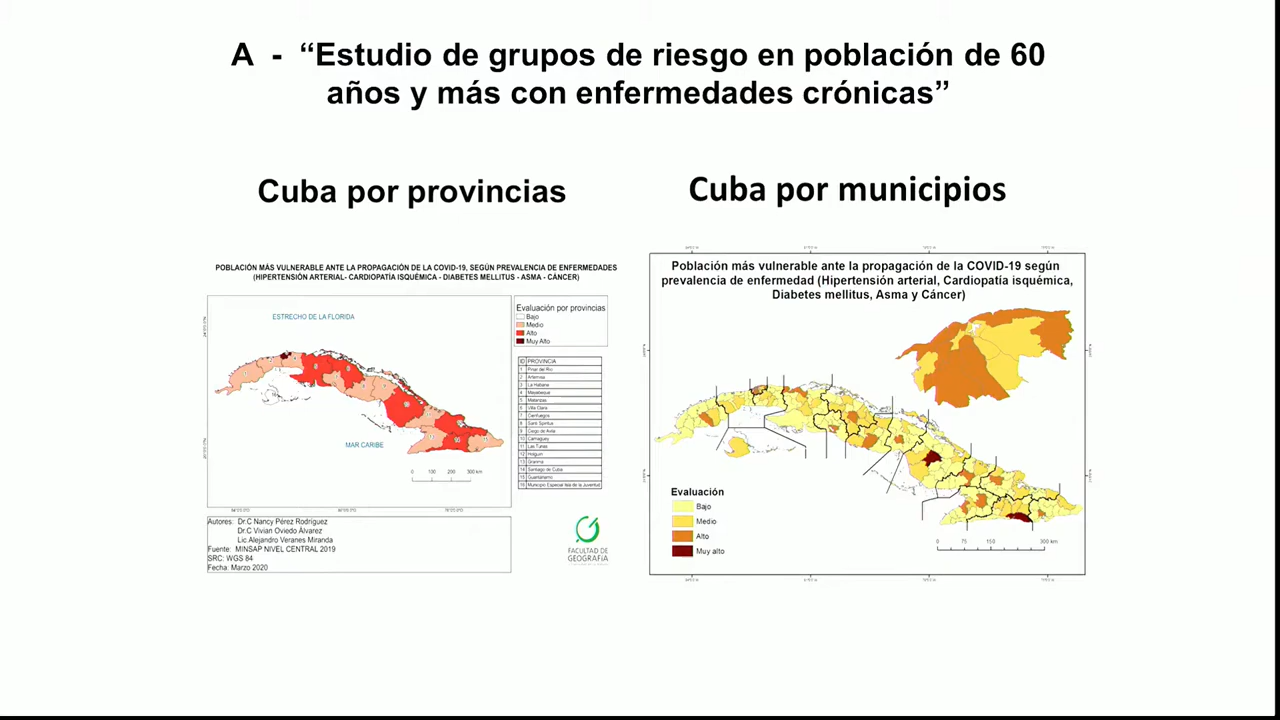 A - “Estudio de grupos de riesgo en población de 60
años y más con enfermedades crónicas”
Cuba por provincias
Cuba por municipios
POBLACIÓN MÁS VULNERABLE ANTE LA PROPAGACIÓN DE LA COVID-19, SEGÚN PREVALENCIA DE ENFERMEDADES
(HIPERTENSIÓN ARTERIAL- CARDIOPATÍA ISQUÉMICA - DIABETES MELLITUS - ASMA - CÁNCER)
ESTRECHO DE LA FLORIDA
MAR CARIBE
0 100 200 300 km
Evaluación por provincias
Bajo
Medio
Alto
Muy Alto
ID PROVINCIA
1 Pinar del Río
2 Artemisa
3 La Habana
4 Mayabeque
5 Matanzas
6 Villa Clara
7 Cienfuegos
8 Sancti Spíritus
9 Ciego de Ávila
10 Camagüey
11 Las Tunas
12 Holguín
13 Granma
14 Santiago de Cuba
15 Guantánamo
16 Municipio Especial Isla de la Juventud
Autores: Dr.C Nancy Pérez Rodríguez
Dr.C Vivian Oviedo Álvarez
Lic Alejandro Veranes Miranda
Fuente: MINSAP NIVEL CENTRAL 2019
SRC: WGS 84
Fecha: Marzo 2020
FACULTAD DE
GEOGRAFÍA
Población más vulnerable ante la propagación de la COVID-19 según
prevalencia de enfermedad (Hipertensión arterial, Cardiopatía isquémica,
Diabetes mellitus, Asma y Cáncer)
Evaluación
Bajo
Medio
Alto
Muy alto
0 75 150 300 km